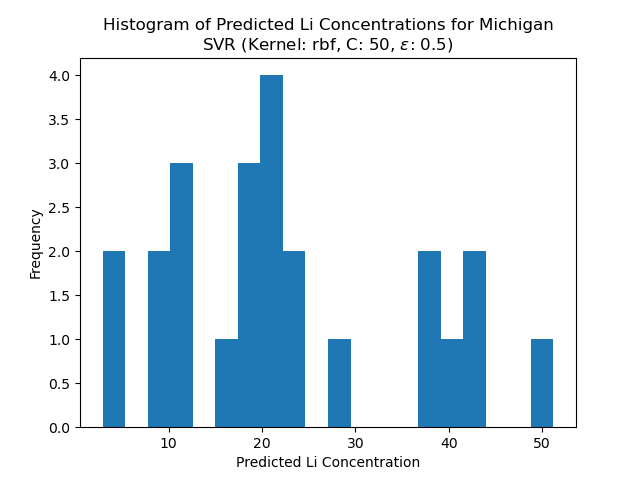 Histogram of Predicted Li Concentrations for Michigan
SVR (Kernel: rbf, C: 50, ε: 0.5)
4.0
3.5
3.0
2.5
2.0
1.5
1.0
0.5
0.0
Frequency
10 20 30 40 50
Predicted Li Concentration